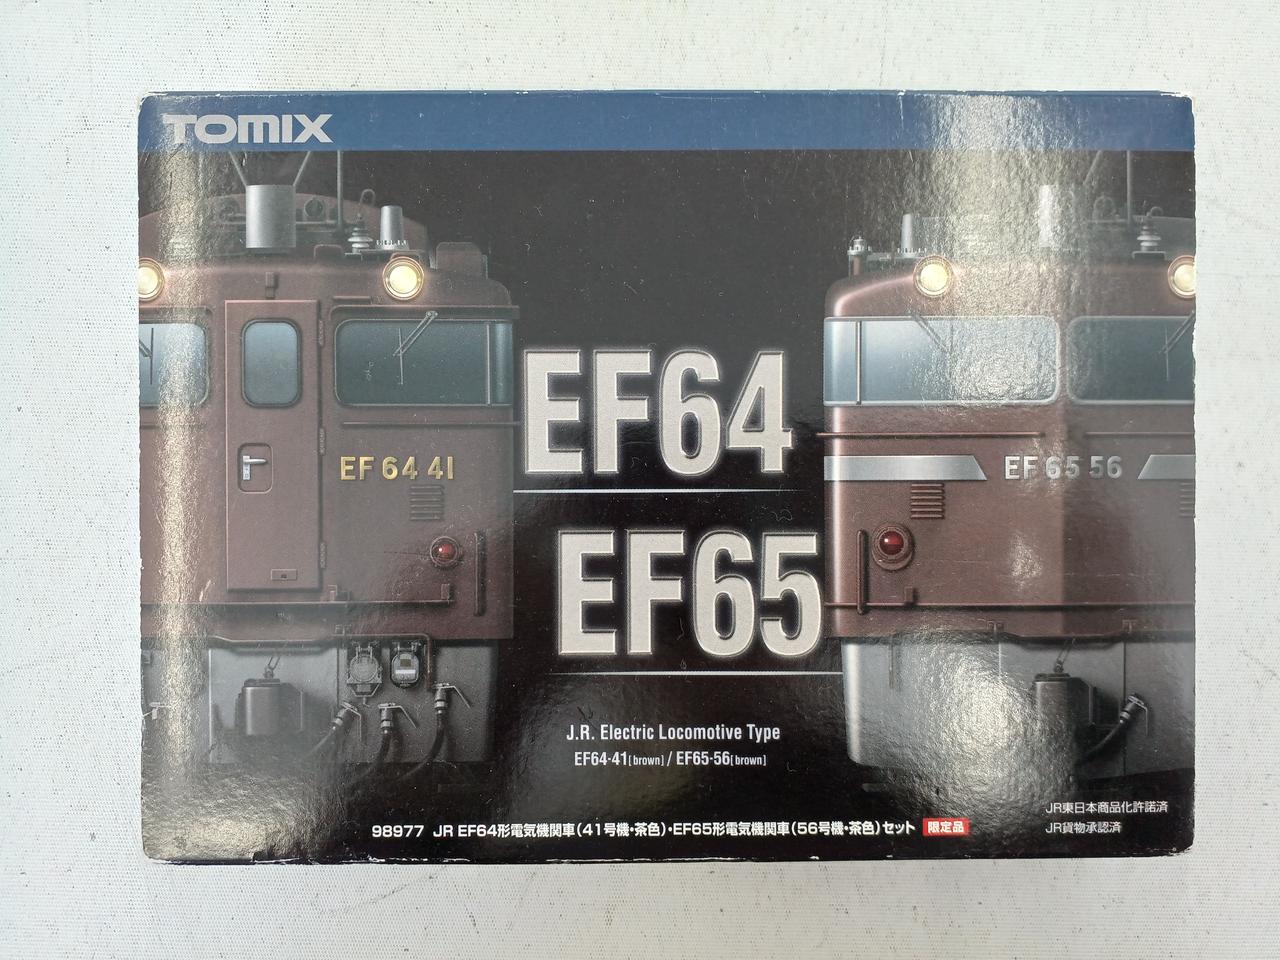 TOMIX
EF64
EF 64 41
EF 65 56
EF65
J.R. Electric Locomotive Type
EF64-41[brown] / EF65-56[brown]
JR東日本商品化許諾済
JR貨物承認済
98977 JR EF64形電気機関車(41号機・茶色)・EF65形電気機関車(56号機・茶色)セット 限定品